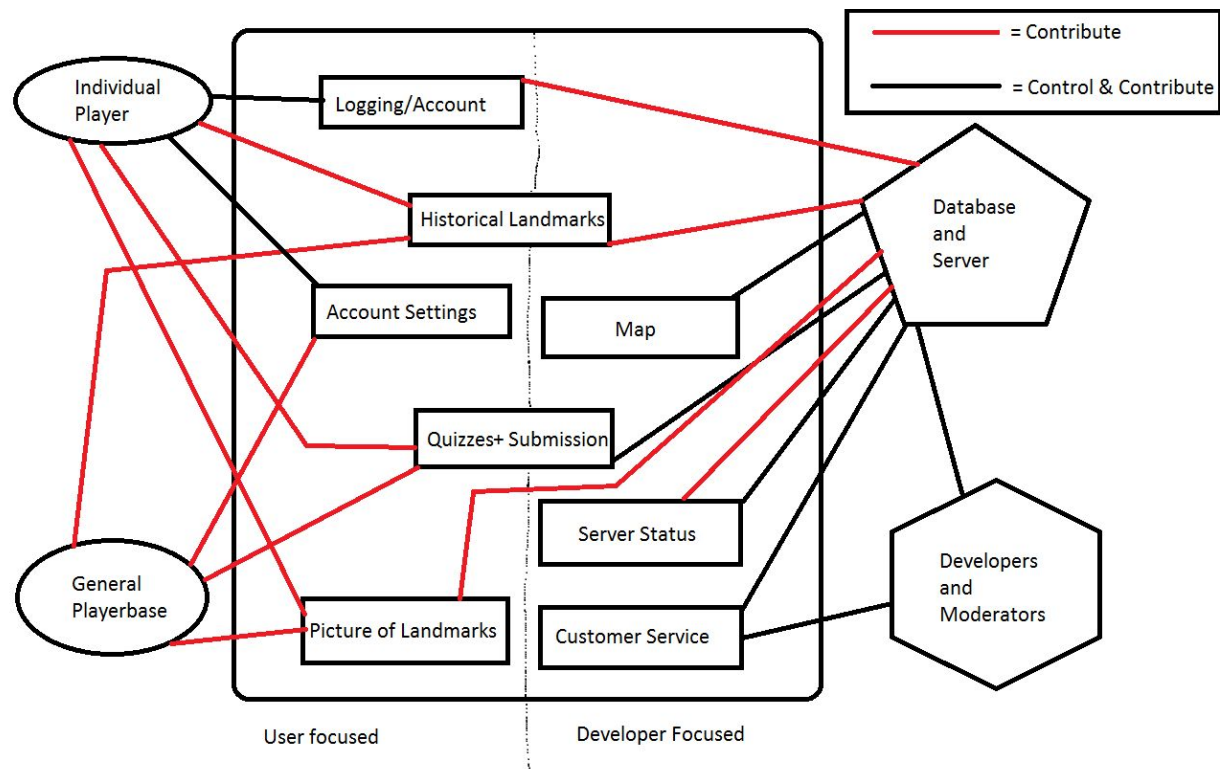 = Contribute
= Control & Contribute
Individual
Player
Logging/Account
Historical Landmarks
Database
and
Server
Account Settings
Map
Quizzes+ Submission
Server Status
General
Playerbase
Picture of Landmarks
Customer Service
Developers
and
Moderators
User focused
Developer Focused